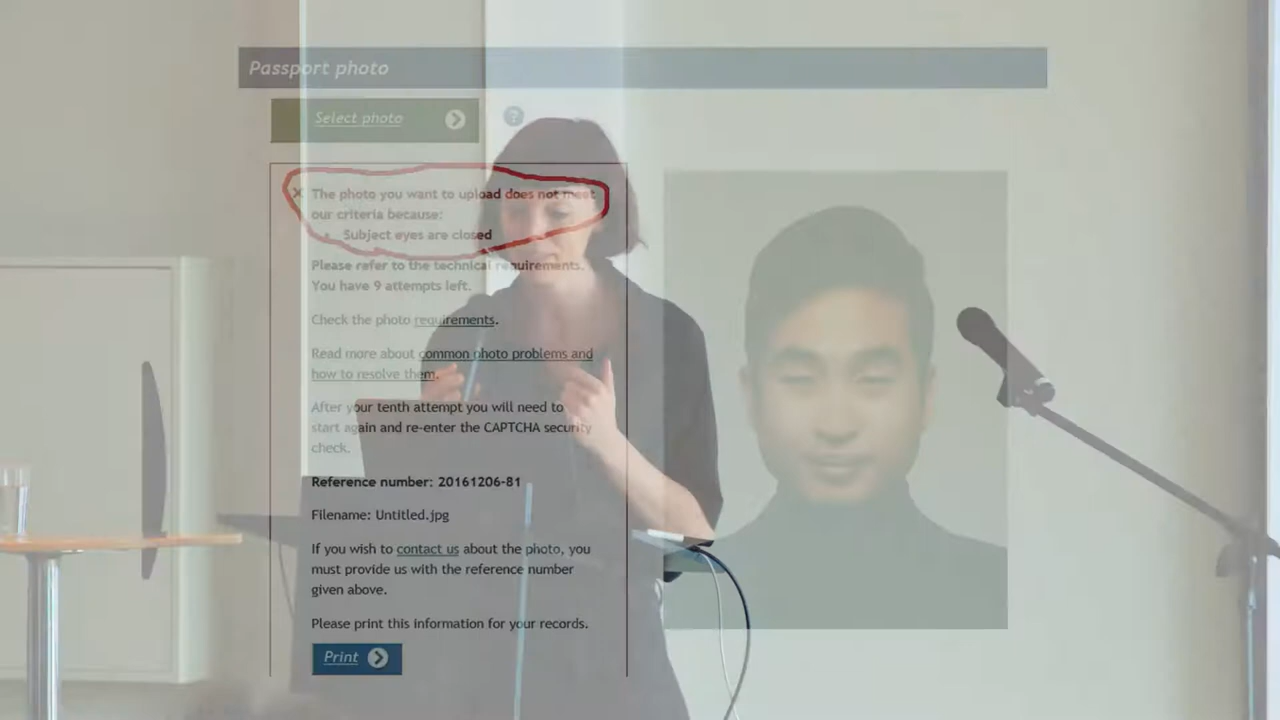 Passport photo
Select photo
?
The photo you want to upload does not meet
our criteria because:
Subject eyes are closed
Please refer to the technical requirements.
You have 9 attempts left.
Check the photo requirements.
Read more about common photo problems and
how to resolve them.
After your tenth attempt you will need to
start again and re-enter the CAPTCHA security
check.
Reference number: 20161206-81
Filename: Untitled.jpg
If you wish to contact us about the photo, you
must provide us with the reference number
given above.
Please print this information for your records.
Print